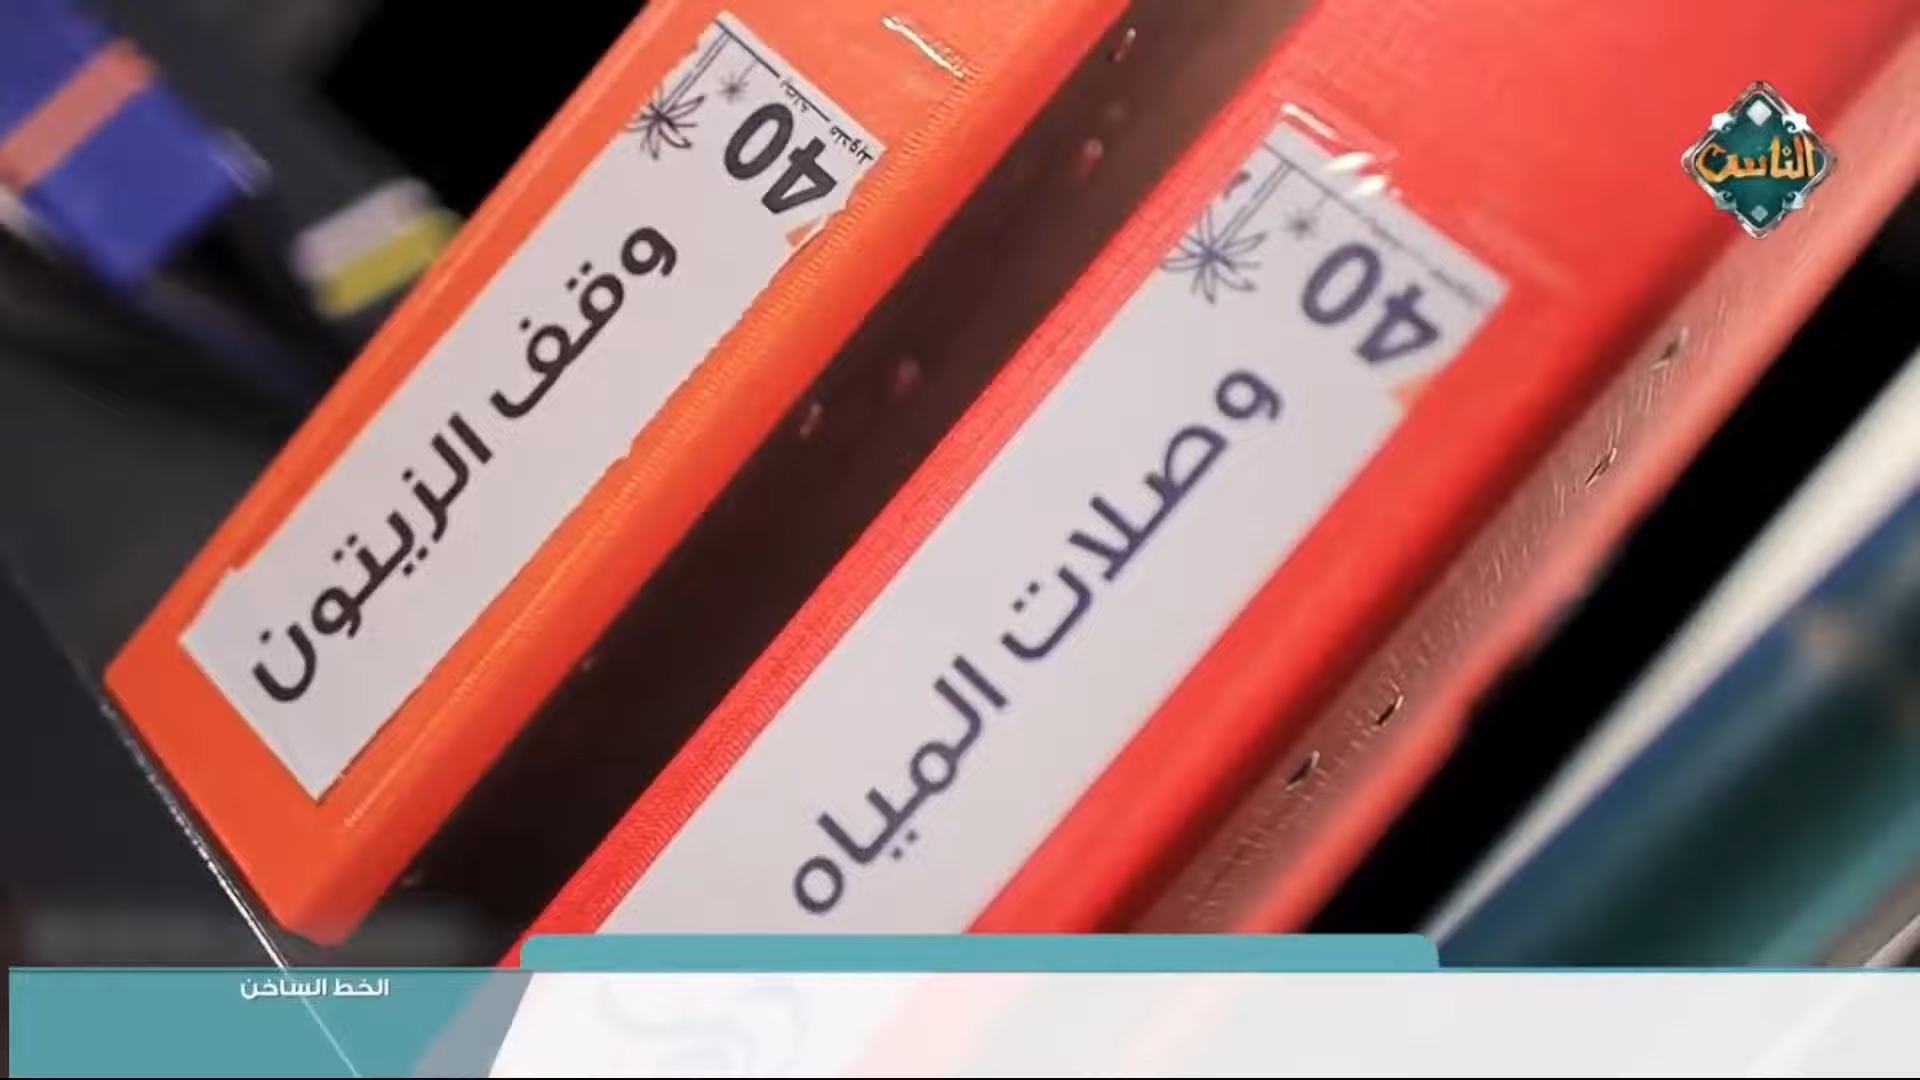 الناس
40
وقف الزيتون
40
وصلات المياه
الخط الساخن